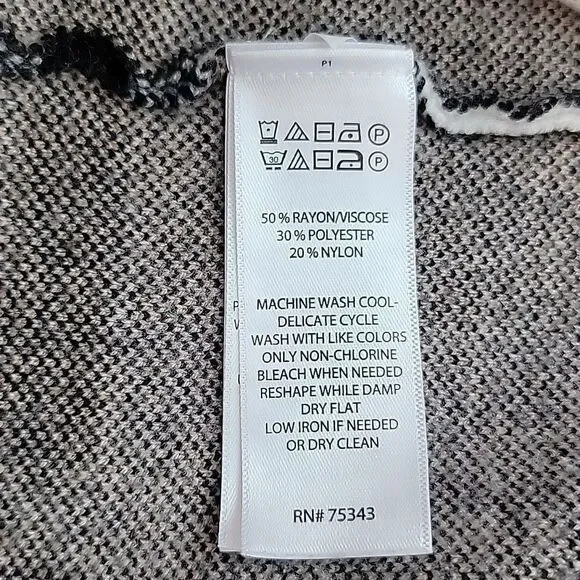 P1
P
30
P
50 % RAYON/VISCOSE
30 % POLYESTER
20 % NYLON
MACHINE WASH COOL-
DELICATE CYCLE
WASH WITH LIKE COLORS
ONLY NON-CHLORINE
BLEACH WHEN NEEDED
RESHAPE WHILE DAMP
DRY FLAT
LOW IRON IF NEEDED
OR DRY CLEAN
RN# 75343